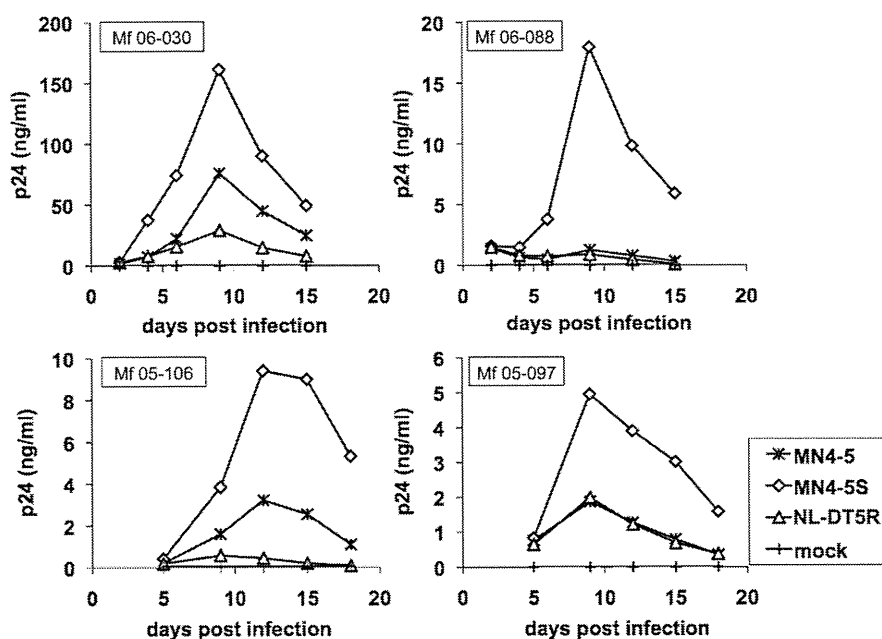 Mf 06-030
p24 (ng/ml)
200
150
100
50
0
0 5 10 15 20
days post infection
Mf 06-088
p24 (ng/ml)
20
15
10
5
0
0 5 10 15 20
days post infection
Mf 05-106
p24 (ng/ml)
10
8
6
4
2
0
0 5 10 15 20
days post infection
Mf 05-097
p24 (ng/ml)
6
5
4
3
2
1
0
0 5 10 15 20
days post infection
MN4-5
MN4-5S
NL-DT5R
mock